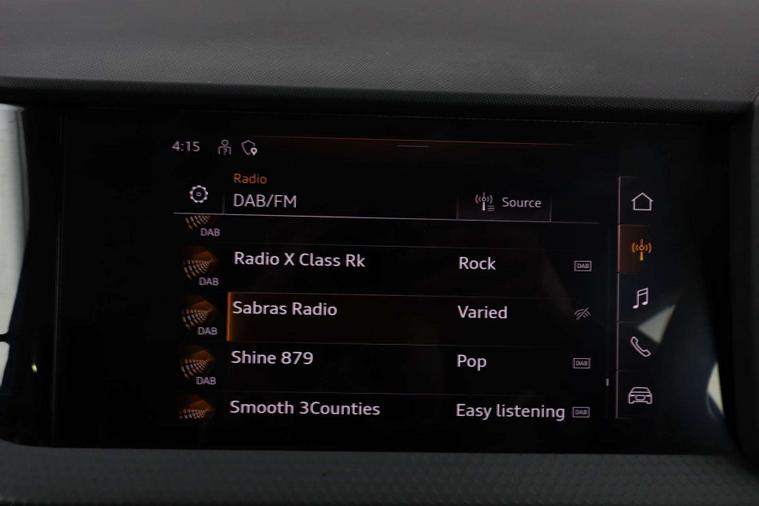 4:15
Radio
DAB/FM
Source
DAB
Radio X Class Rk Rock DAB
DAB
Sabras Radio Varied
DAB
Shine 879 Pop DAB
DAB
Smooth 3Counties Easy listening DAB